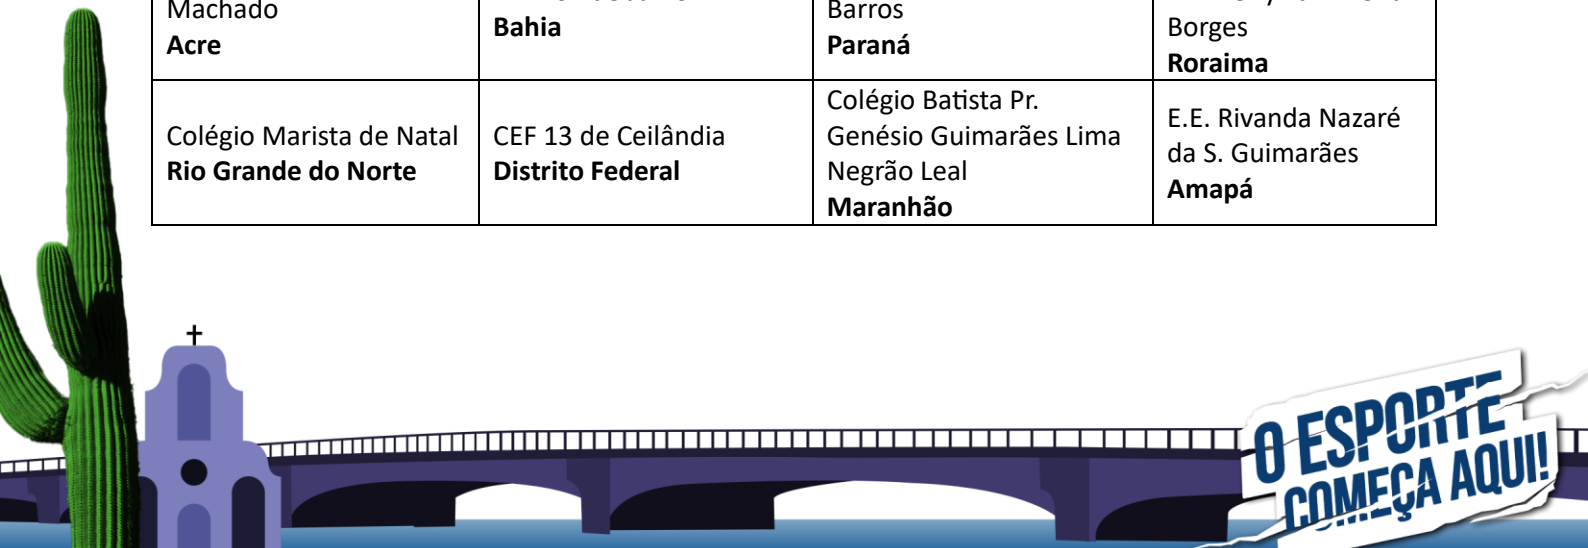 Machado
Acre
Bahia
Barros
Paraná
Borges
Roraima
Colégio Marista de Natal
Rio Grande do Norte
CEF 13 de Ceilândia
Distrito Federal
Colégio Batista Pr.
Genésio Guimarães Lima
Negrão Leal
Maranhão
E.E. Rivanda Nazaré
da S. Guimarães
Amapá
O ESPORTE
COMEÇA AQUI!